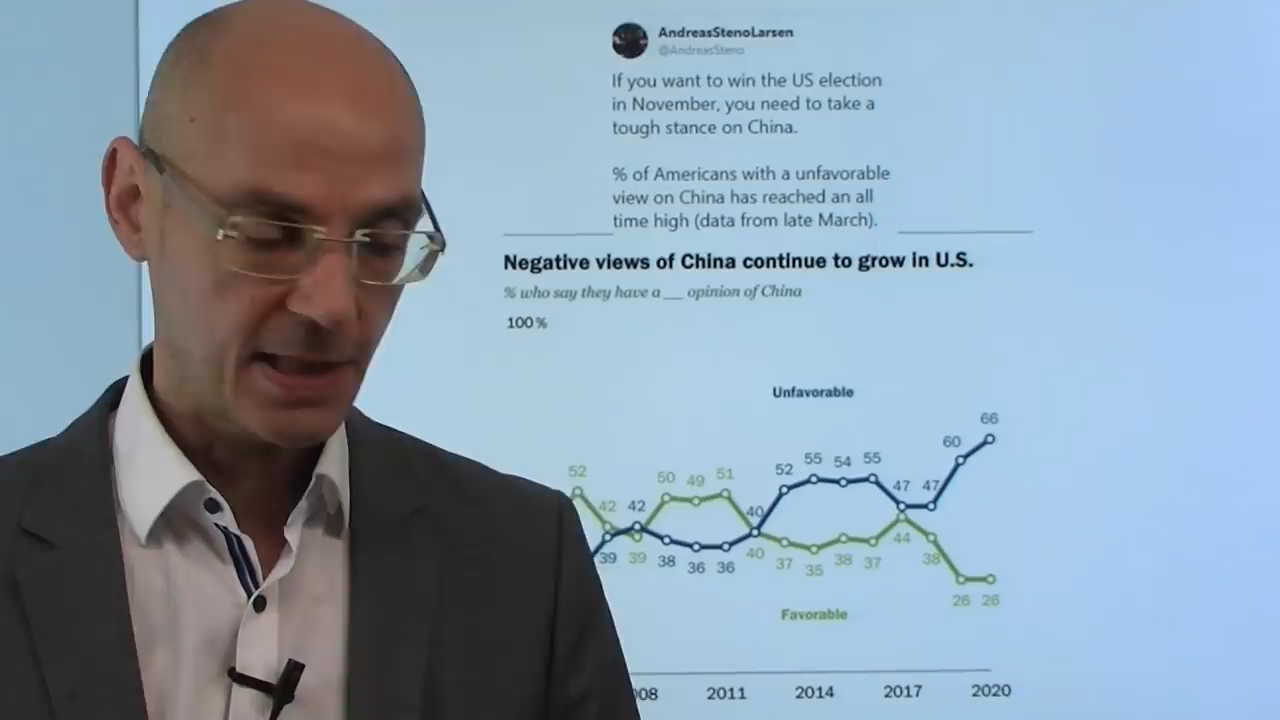 AndreasStenoLarsen
@AndreasSteno
If you want to win the US election
in November, you need to take a
tough stance on China.
% of Americans with a unfavorable
view on China has reached an all
time high (data from late March).
Negative views of China continue to grow in U.S.
% who say they have a __ opinion of China
100%
Unfavorable
52 42 42 50 49 51 40 52 55 54 55 47 47 60 66
39 39 38 36 36 40 37 35 38 37 44 38 26 26
Favorable
08 2011 2014 2017 2020